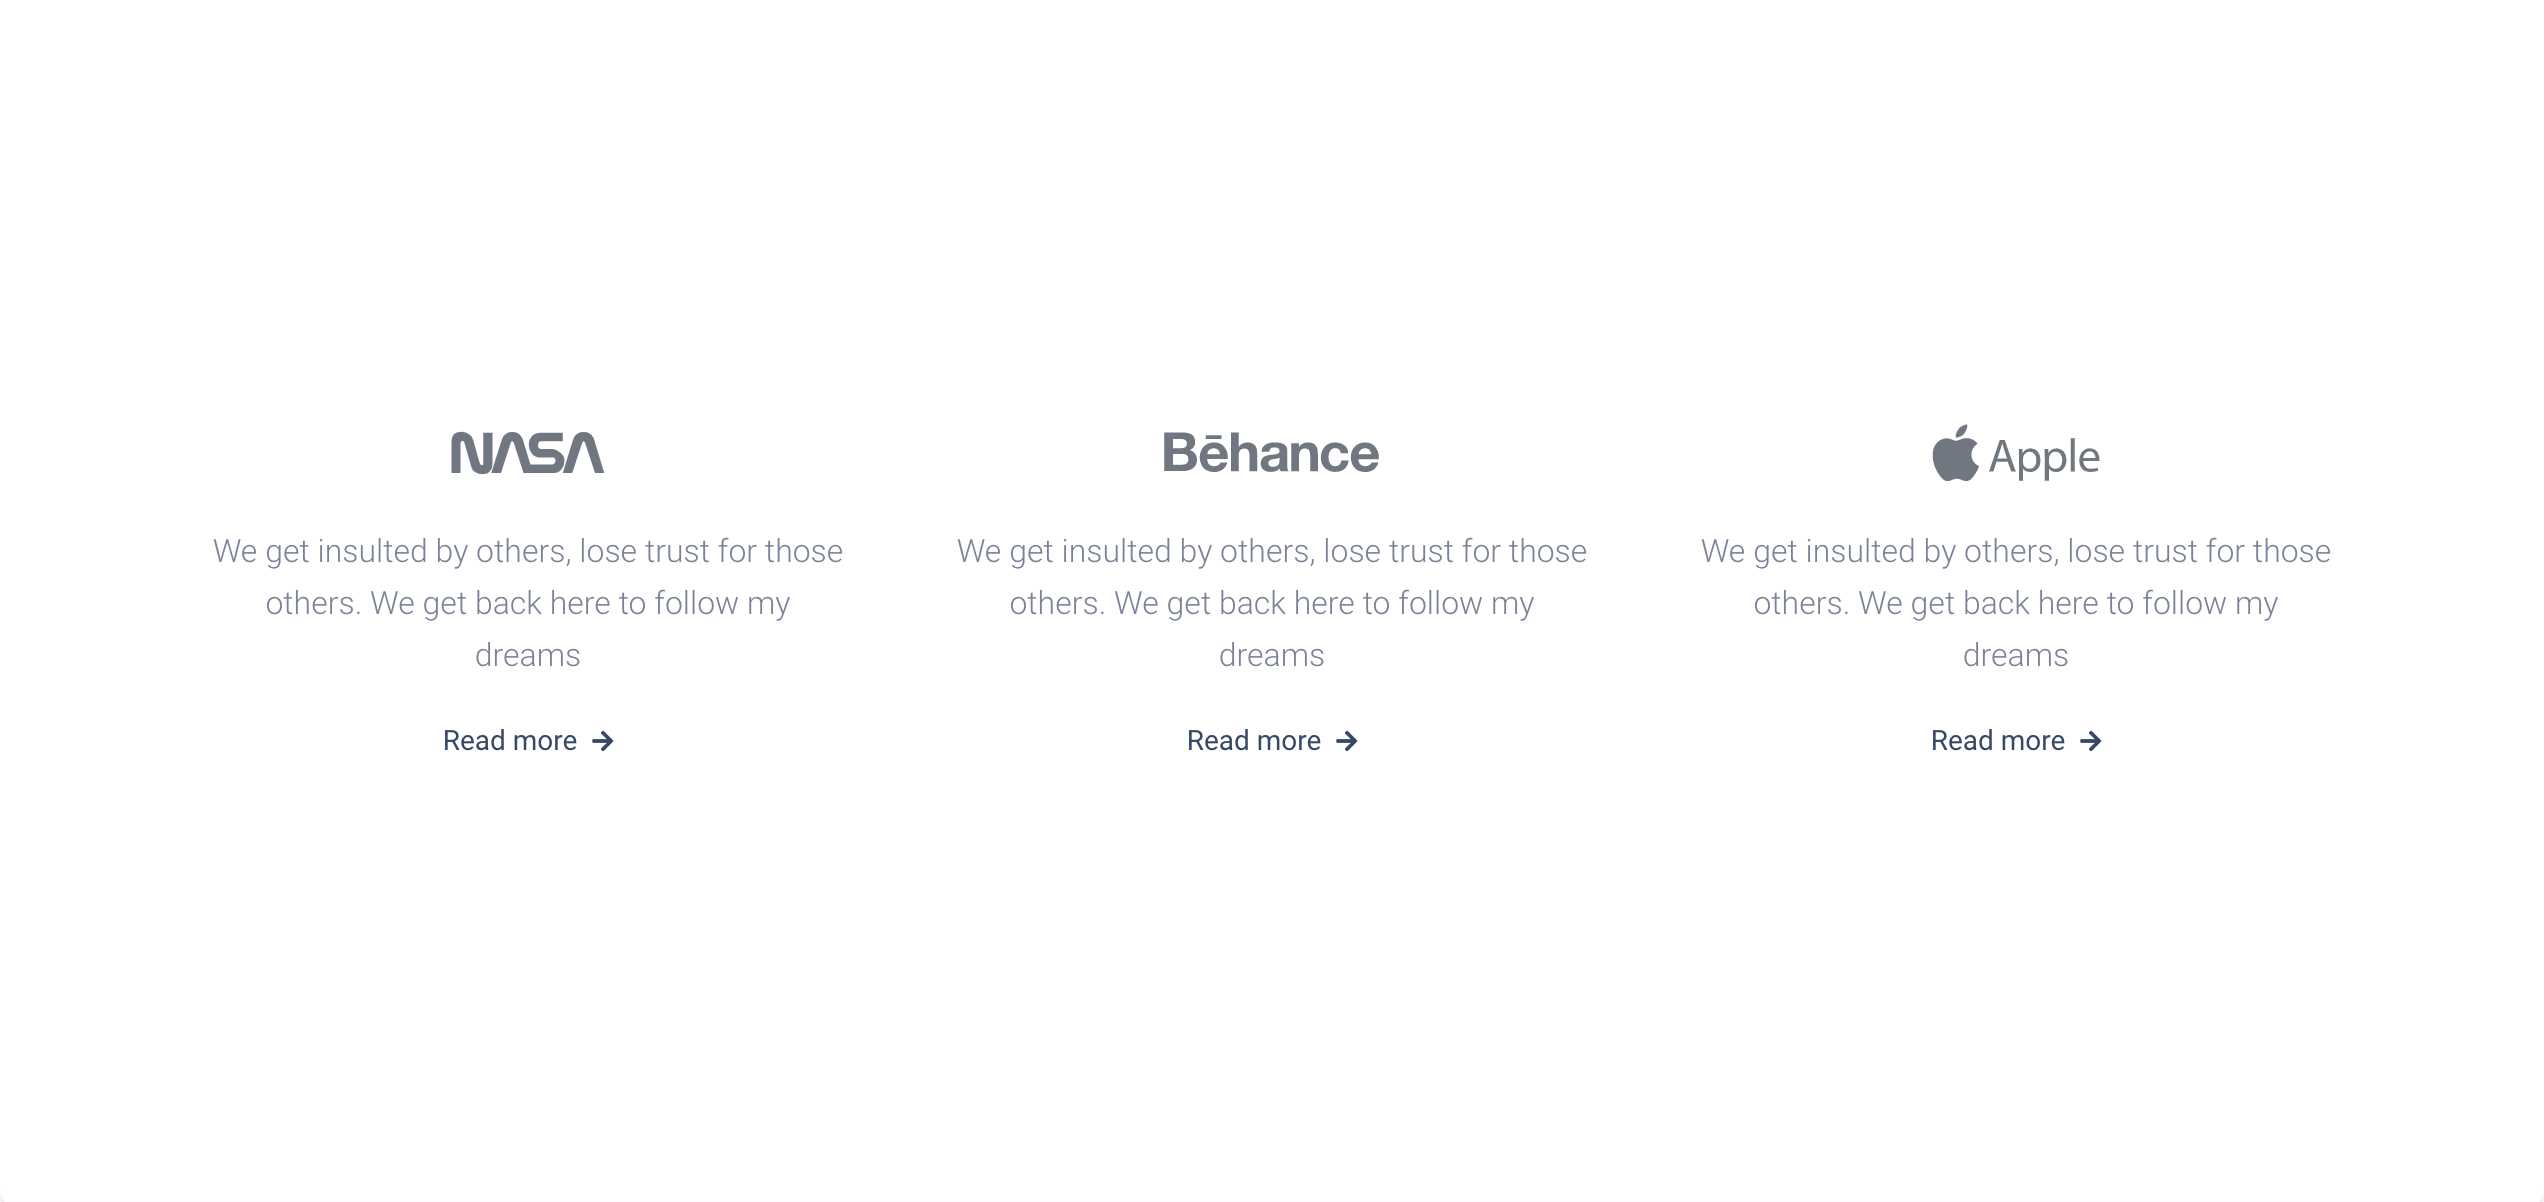 NASA
We get insulted by others, lose trust for those
others. We get back here to follow my
dreams
Read more
Bēhance
We get insulted by others, lose trust for those
others. We get back here to follow my
dreams
Read more
Apple
We get insulted by others, lose trust for those
others. We get back here to follow my
dreams
Read more